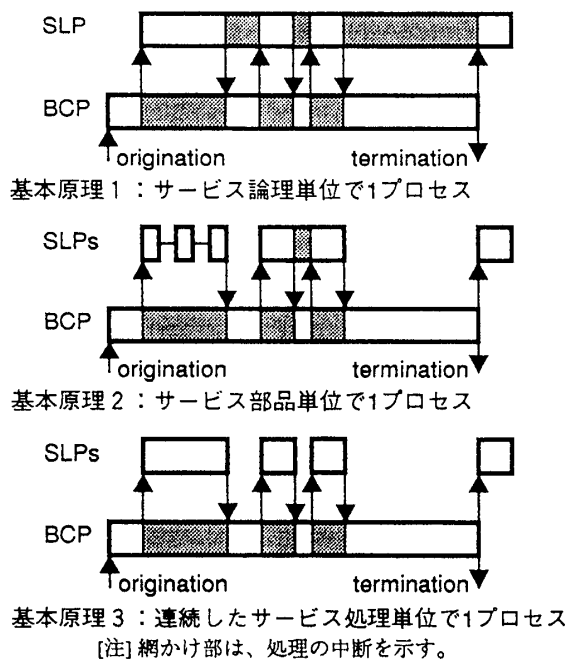 SLP
BCP
origination termination
基本原理1：サービス論理単位で1プロセス
SLPs
BCP
origination termination
基本原理2：サービス部品単位で1プロセス
SLPs
BCP
origination termination
基本原理3：連続したサービス処理単位で1プロセス
[注] 網かけ部は、処理の中断を示す。